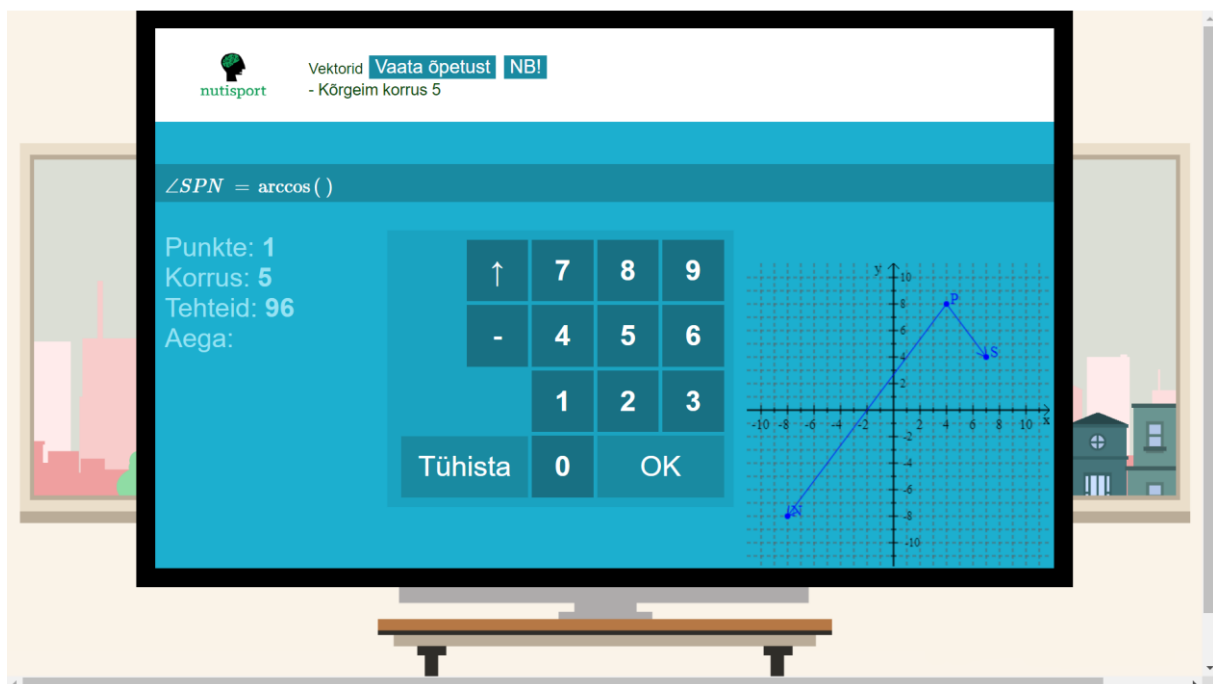 nutisport
Vektorid Vaata õpetust NB!
- Kõrgeim korrus 5
∠SPN = arccos ( )
Punkte: 1
Korrus: 5
Tehteid: 96
Aega:
↑ 7 8 9
- 4 5 6
1 2 3
Tühista 0 OK
y
10
8
P
6
4
S
2
-10 -8 -6 -4 -2 2 4 6 8 10 x
-2
-4
-6
N
-8
-10